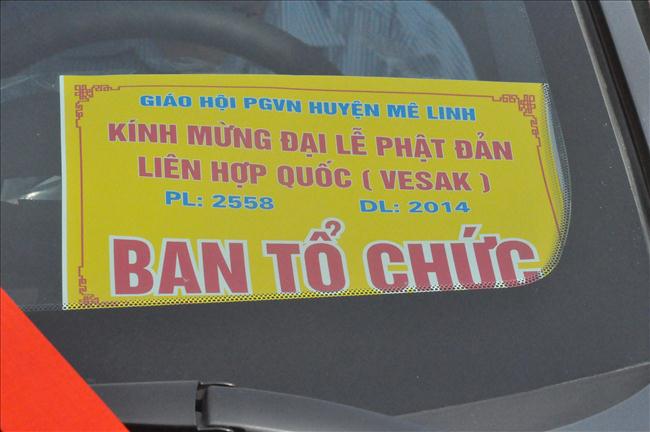 GIÁO HỘI PGVN HUYỆN MÊ LINH
KÍNH MỪNG ĐẠI LỄ PHẬT ĐẢN
LIÊN HỢP QUỐC ( VESAK )
PL: 2558 DL: 2014
BAN TỔ CHỨC